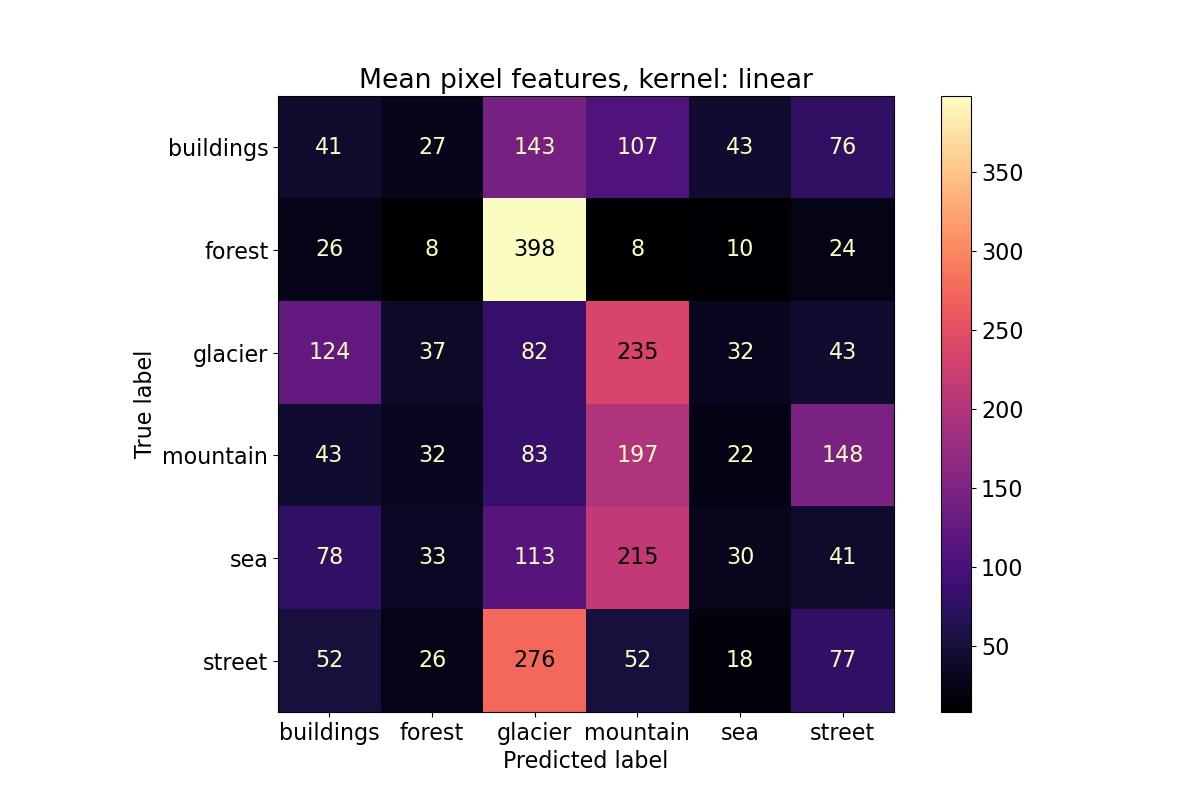 Mean pixel features, kernel: linear
buildings 41 27 143 107 43 76
forest 26 8 398 8 10 24
glacier 124 37 82 235 32 43
mountain 43 32 83 197 22 148
sea 78 33 113 215 30 41
street 52 26 276 52 18 77
True label
buildings forest glacier mountain sea street
Predicted label
350
300
250
200
150
100
50